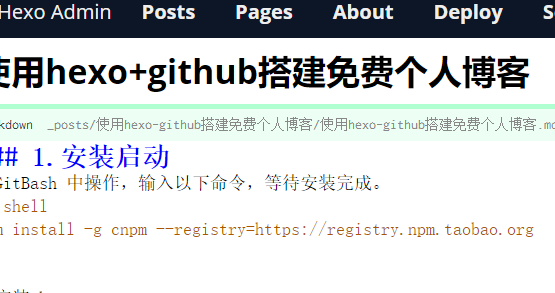 Hexo Admin Posts Pages About Deploy S
使用hexo+github搭建免费个人博客
kdown _posts/使用hexo-github搭建免费个人博客/使用hexo-github搭建免费个人博客.m
## 1.安装启动
GitBash 中操作，输入以下命令，等待安装完成。
shell
install -g cnpm --registry=https://registry.npm.taobao.org